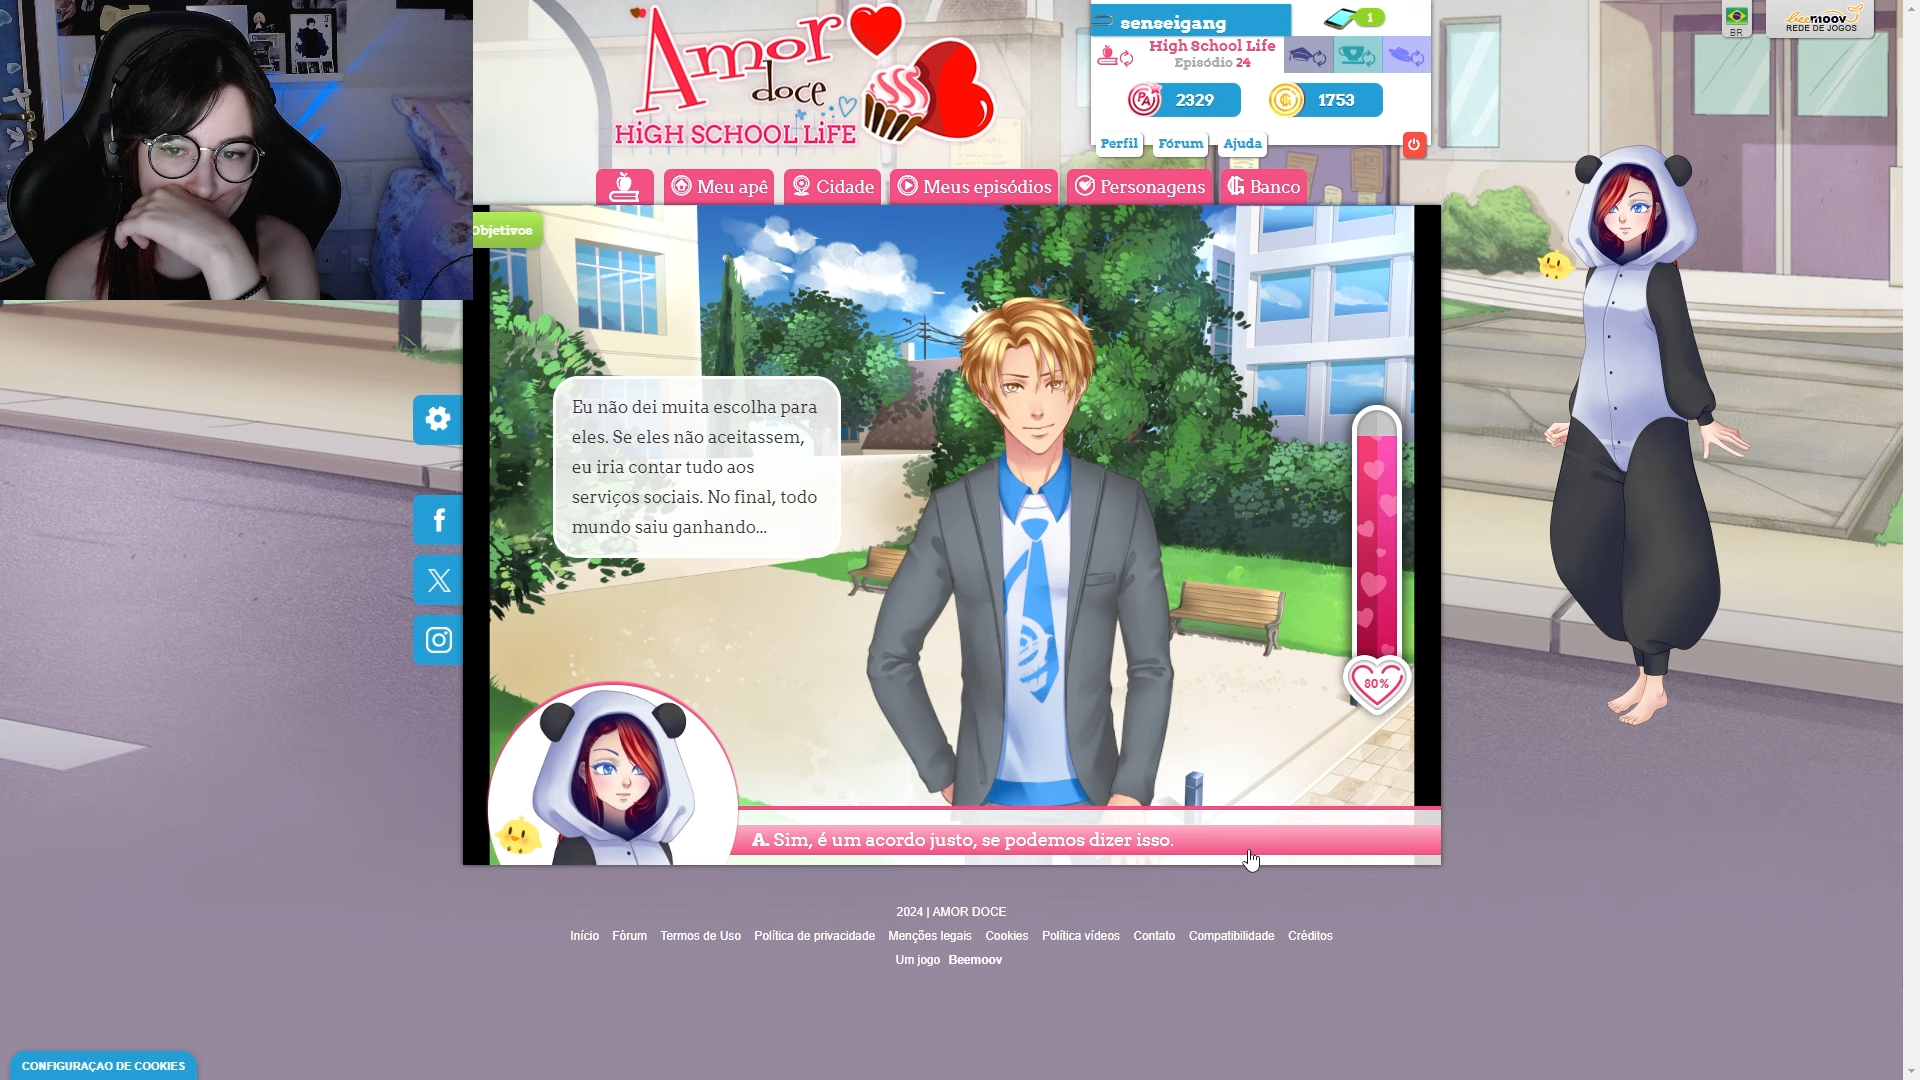 Amor
doce
HiGH SCHOOL LiFE
senseigang
1
High School Life
Episódio 24
PA
2329
1753
Perfil
Fórum
Ajuda
BR
beemoov
REDE DE JOGOS
Meu apê
Cidade
Meus episódios
Personagens
Banco
Objetivos
Eu não dei muita escolha para
eles. Se eles não aceitassem,
eu iria contar tudo aos
serviços sociais. No final, todo
mundo saiu ganhando...
80%
A. Sim, é um acordo justo, se podemos dizer isso.
2024 | AMOR DOCE
Início Fórum Termos de Uso Política de privacidade Menções legais Cookies Política vídeos Contato Compatibilidade Créditos
Um jogo Beemoov
CONFIGURAÇAO DE COOKIES